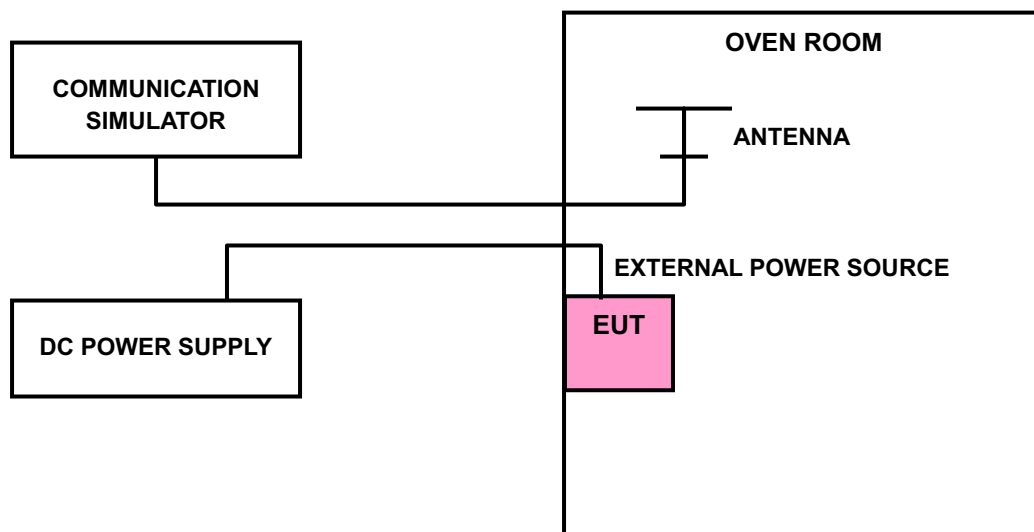 OVEN ROOM
COMMUNICATION
SIMULATOR
ANTENNA
EXTERNAL POWER SOURCE
EUT
DC POWER SUPPLY